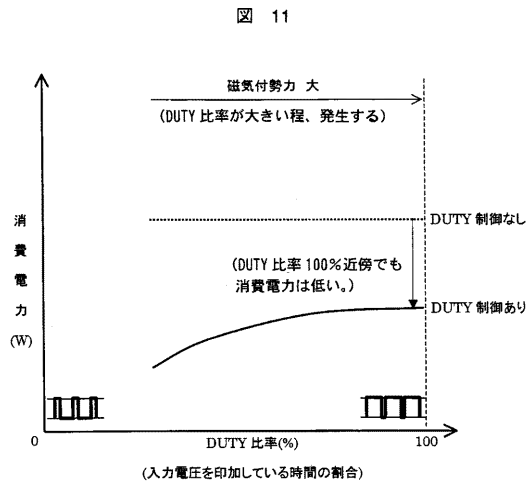 図 11
磁気付勢力 大
(DUTY 比率が大きい程、発生する)
消費電力(W)
DUTY 制御なし
(DUTY 比率 100%近傍でも
消費電力は低い。)
DUTY 制御あり
0
DUTY 比率(%)
100
(入力電圧を印加している時間の割合)